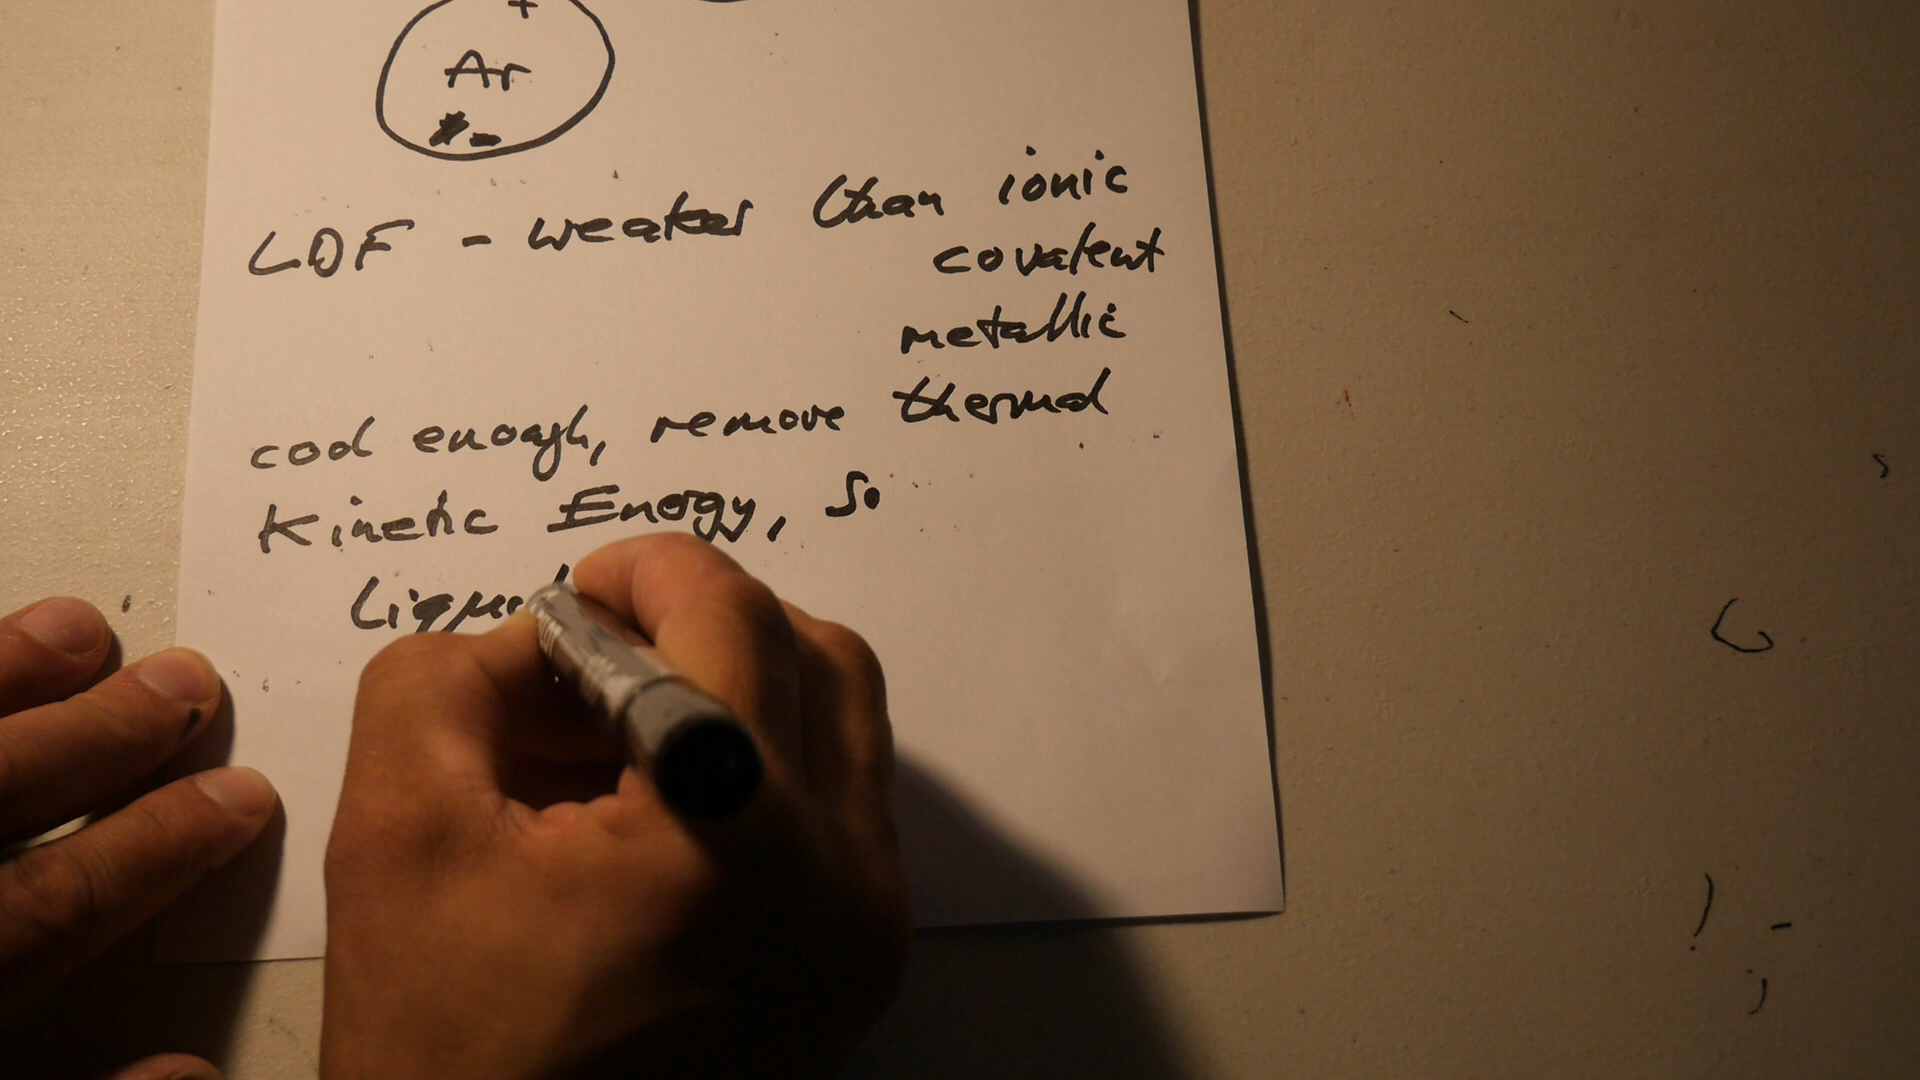 +
Ar
-
LDF - weaker than ionic
covalent
metallic
cool enough, remove thermal
Kinetic Energy, so